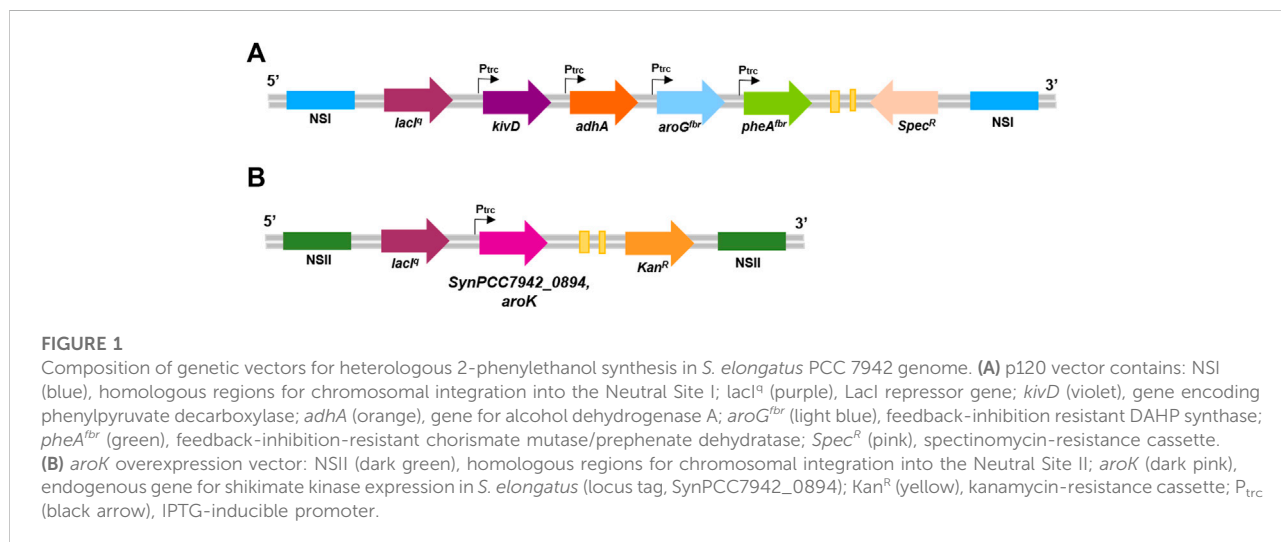 A
5’ Ptrc Ptrc Ptrc Ptrc 3’
NSI lacIq kivD adhA aroGfbr pheAfbr SpecR NSI
B
5’ Ptrc 3’
NSII lacIq SynPCC7942_0894, aroK KanR NSII
FIGURE 1
Composition of genetic vectors for heterologous 2-phenylethanol synthesis in S. elongatus PCC 7942 genome. (A) p120 vector contains: NSI
(blue), homologous regions for chromosomal integration into the Neutral Site I; lacIq (purple), LacI repressor gene; kivD (violet), gene encoding
phenylpyruvate decarboxylase; adhA (orange), gene for alcohol dehydrogenase A; aroGfbr (light blue), feedback-inhibition resistant DAHP synthase;
pheAfbr (green), feedback-inhibition-resistant chorismate mutase/prephenate dehydratase; SpecR (pink), spectinomycin-resistance cassette.
(B) aroK overexpression vector: NSII (dark green), homologous regions for chromosomal integration into the Neutral Site II; aroK (dark pink),
endogenous gene for shikimate kinase expression in S. elongatus (locus tag, SynPCC7942_0894); KanR (yellow), kanamycin-resistance cassette; Ptrc
(black arrow), IPTG-inducible promoter.